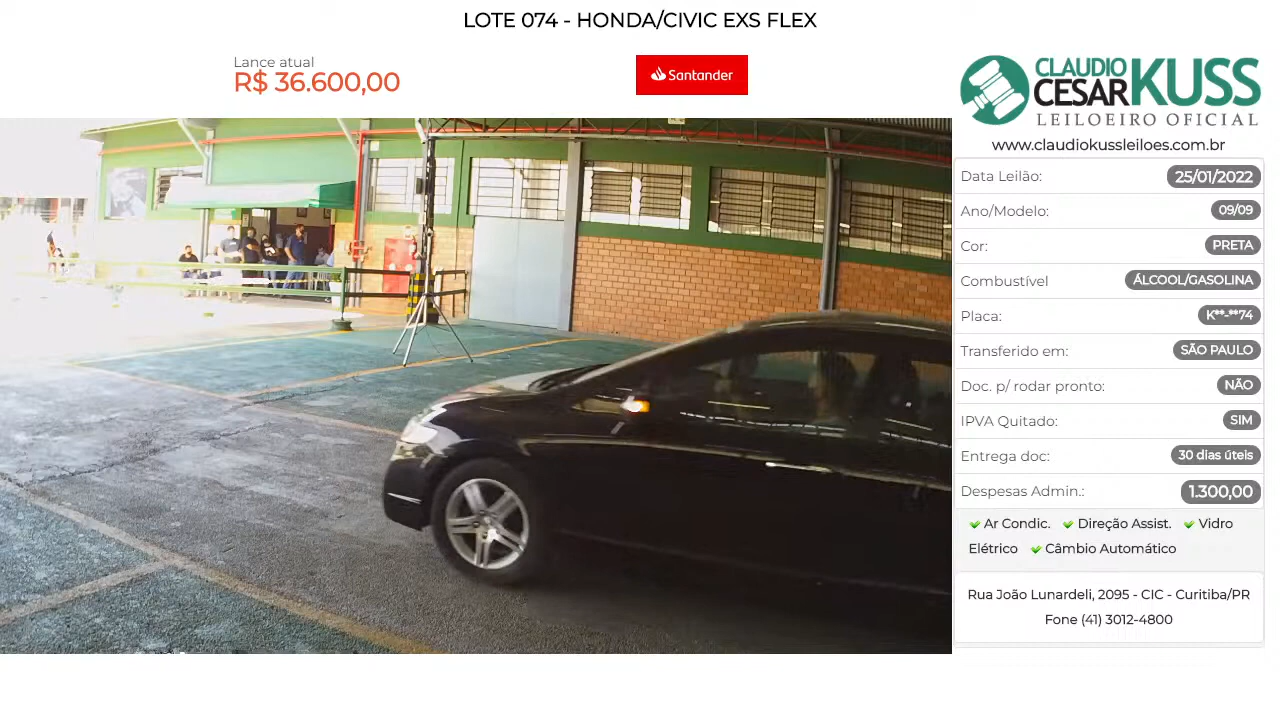 LOTE 074 - HONDA/CIVIC EXS FLEX
Lance atual
R$ 36.600,00
Santander
CLAUDIO
CESAR KUSS
LEILOEIRO OFICIAL
www.claudiokussleiloes.com.br
Data Leilão: 25/01/2022
Ano/Modelo: 09/09
Cor: PRETA
Combustível ÁLCOOL/GASOLINA
Placa: K**-**74
Transferido em: SÃO PAULO
Doc. p/ rodar pronto: NÃO
IPVA Quitado: SIM
Entrega doc: 30 dias úteis
Despesas Admin.: 1.300,00
Ar Condic. Direção Assist. Vidro
Elétrico Câmbio Automático
Rua João Lunardeli, 2095 - CIC - Curitiba/PR
Fone (41) 3012-4800